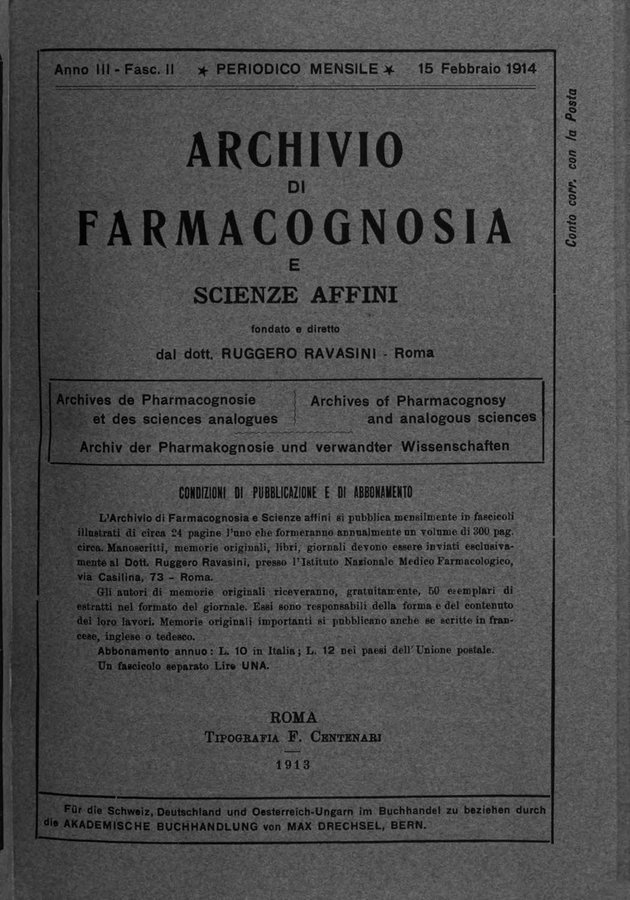 Anno III - Fasc. II ★ PERIODICO MENSILE ★ 15 Febbraio 1914
Conto corr. con la Posta
ARCHIVIO
DI
FARMACOGNOSIA
E
SCIENZE AFFINI
fondato e diretto
dal dott. RUGGERO RAVASINI - Roma
Archives de Pharmacognosie
et des sciences analogues
Archives of Pharmacognosy
and analogous sciences
Archiv der Pharmakognosie und verwandter Wissenschaften
CONDIZIONI DI PUBBLICAZIONE E DI ABBONAMENTO
L'Archivio di Farmacognosia e Scienze affini si pubblica mensilmente in fascicoli
illustrati di circa 24 pagine l'uno che formeranno annualmente un volume di 300 pag.
circa. Manoscritti, memorie originali, libri, giornali devono essere inviati esclusiva-
mente al Dott. Ruggero Ravasini, presso l'Istituto Nazionale Medico Farmacologico,
via Casilina, 73 - Roma.
Gli autori di memorie originali riceveranno, gratuitamente, 50 esemplari di
estratti nel formato del giornale. Essi sono responsabili della forma e del contenuto
dei loro lavori. Memorie originali importanti si pubblicano anche se scritte in fran-
cese, inglese o tedesco.
Abbonamento annuo: L. 10 in Italia; L. 12 nei paesi dell'Unione postale.
Un fascicolo separato Lire UNA.
ROMA
TIPOGRAFIA F. CENTENARI
1913
Für die Schweiz, Deutschland und Oesterreich-Ungarn im Buchhandel zu beziehen durch
die AKADEMISCHE BUCHHANDLUNG von MAX DRECHSEL, BERN.